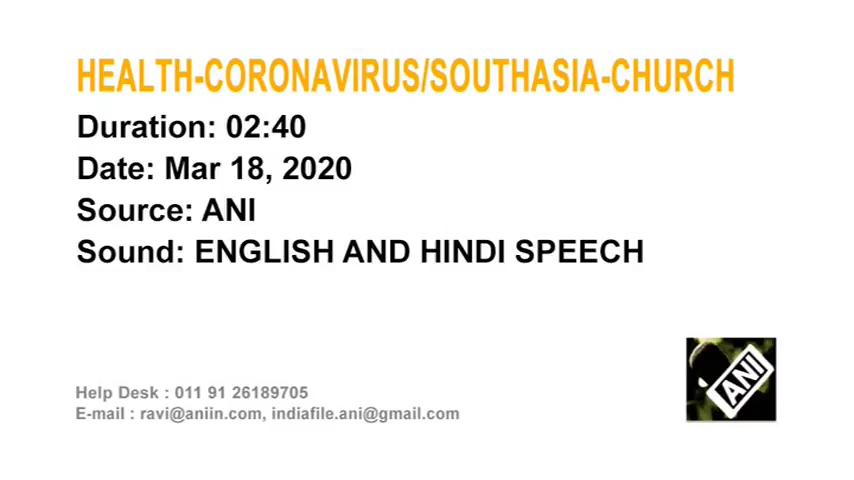 HEALTH-CORONAVIRUS/SOUTHASIA-CHURCH
Duration: 02:40
Date: Mar 18, 2020
Source: ANI
Sound: ENGLISH AND HINDI SPEECH
ANI
Help Desk : 011 91 26189705
E-mail : ravi@aniin.com, indiafile.ani@gmail.com